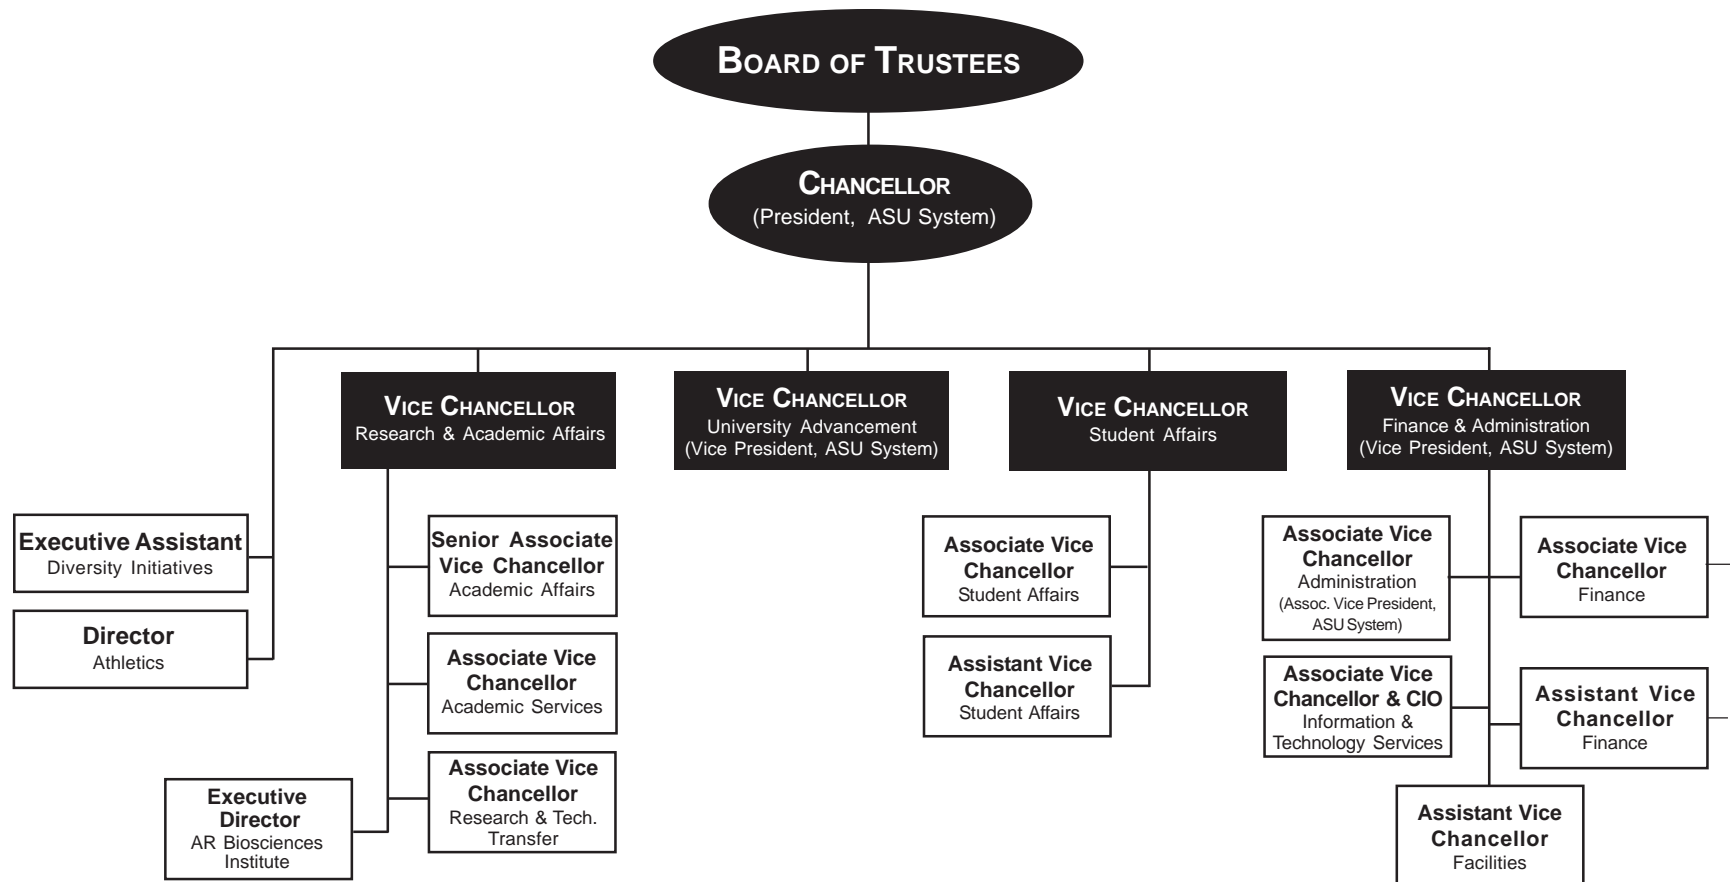 BOARD OF TRUSTEES
CHANCELLOR
(President, ASU System)
VICE CHANCELLOR
Research & Academic Affairs
VICE CHANCELLOR
University Advancement
(Vice President, ASU System)
VICE CHANCELLOR
Student Affairs
VICE CHANCELLOR
Finance & Administration
(Vice President, ASU System)
Executive Assistant
Diversity Initiatives
Director
Athletics
Senior Associate
Vice Chancellor
Academic Affairs
Associate Vice
Chancellor
Academic Services
Associate Vice
Chancellor
Research & Tech.
Transfer
Executive
Director
AR Biosciences
Institute
Associate Vice
Chancellor
Student Affairs
Assistant Vice
Chancellor
Student Affairs
Associate Vice
Chancellor
Administration
(Assoc. Vice President,
ASU System)
Associate Vice
Chancellor
Finance
Associate Vice
Chancellor & CIO
Information &
Technology Services
Assistant Vice
Chancellor
Finance
Assistant Vice
Chancellor
Facilities